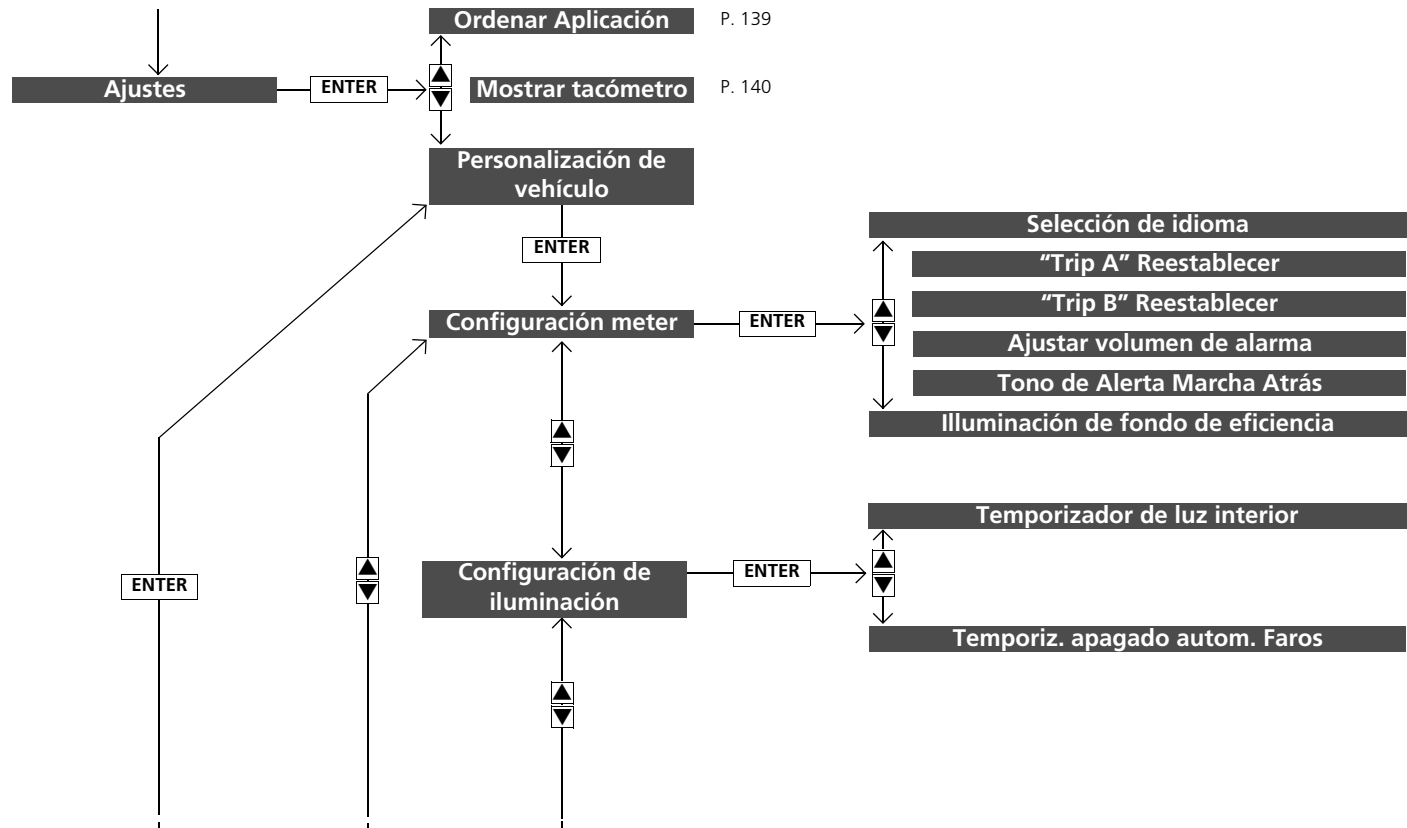 Ordenar Aplicación P. 139
Ajustes ENTER Mostrar tacómetro P. 140
Personalización de
vehículo
ENTER
Selección de idioma
“Trip A” Reestablecer
“Trip B” Reestablecer
Configuración meter ENTER
Ajustar volumen de alarma
Tono de Alerta Marcha Atrás
Illuminación de fondo de eficiencia
Temporizador de luz interior
ENTER
Configuración de
iluminación
ENTER
Temporiz. apagado autom. Faros